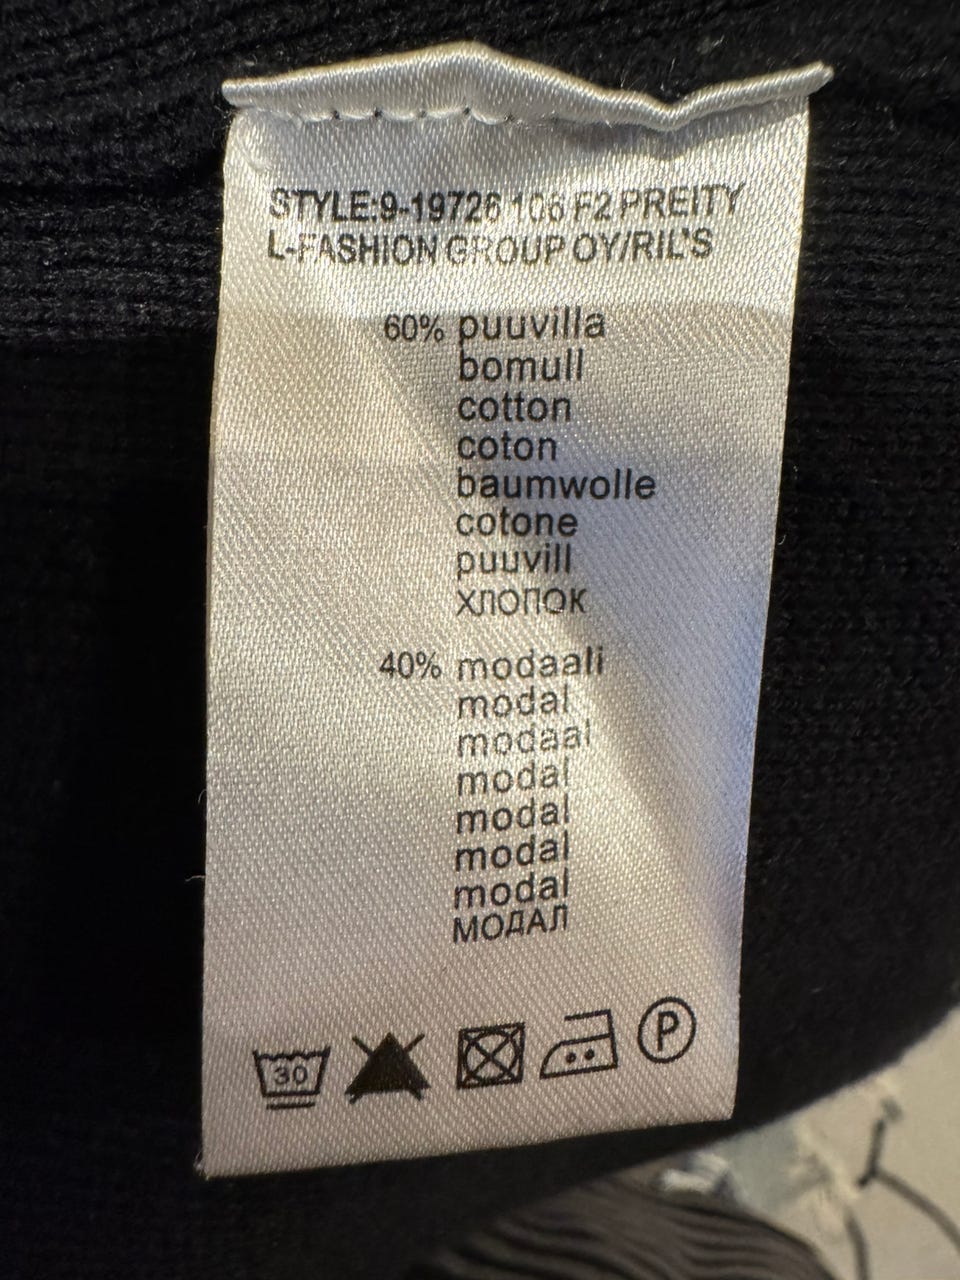 STYLE:9-19726 106 F2 PREITY
L-FASHION GROUP OY/RIL'S
60% puuvilla
bomull
cotton
coton
baumwolle
cotone
puuvill
ХЛОПОК
40% modaali
modal
modaal
modal
modal
modal
modal
МОДАЛ
30
P